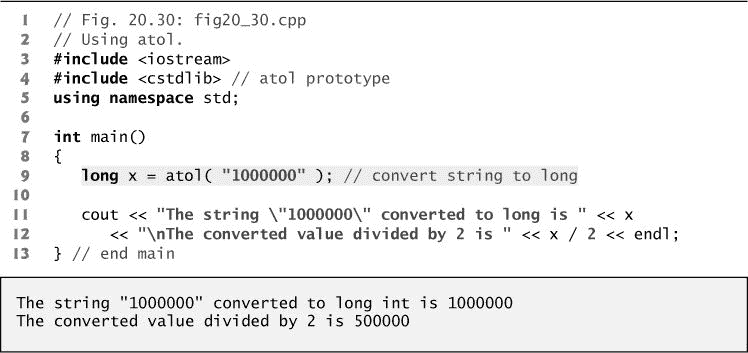 1 // Fig. 20.30: fig20_30.cpp
2 // Using atol.
3 #include <iostream>
4 #include <cstdlib> // atol prototype
5 using namespace std;
6
7 int main()
8 {
9 long x = atol( "1000000" ); // convert string to long
10
11 cout << "The string \"1000000\" converted to long is " << x
12 << "\nThe converted value divided by 2 is " << x / 2 << endl;
13 } // end main
The string "1000000" converted to long int is 1000000
The converted value divided by 2 is 500000